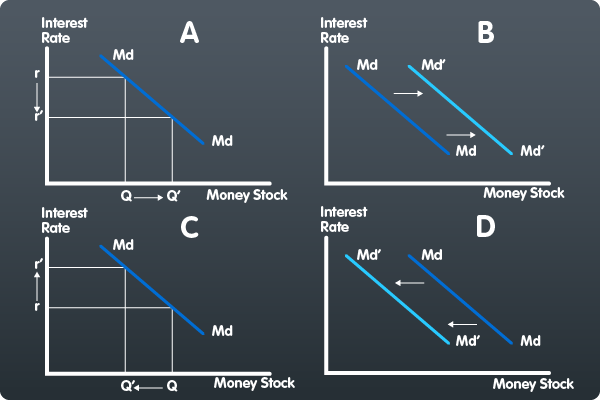 Interest
Rate
A
Md
r
r’
Md
Q
Q’
Money Stock
Interest
Rate
B
Md
Md’
Md
Md’
Money Stock
Interest
Rate
C
Md
r’
r
Md
Q’
Q
Money Stock
Interest
Rate
D
Md’
Md
Md’
Md
Money Stock